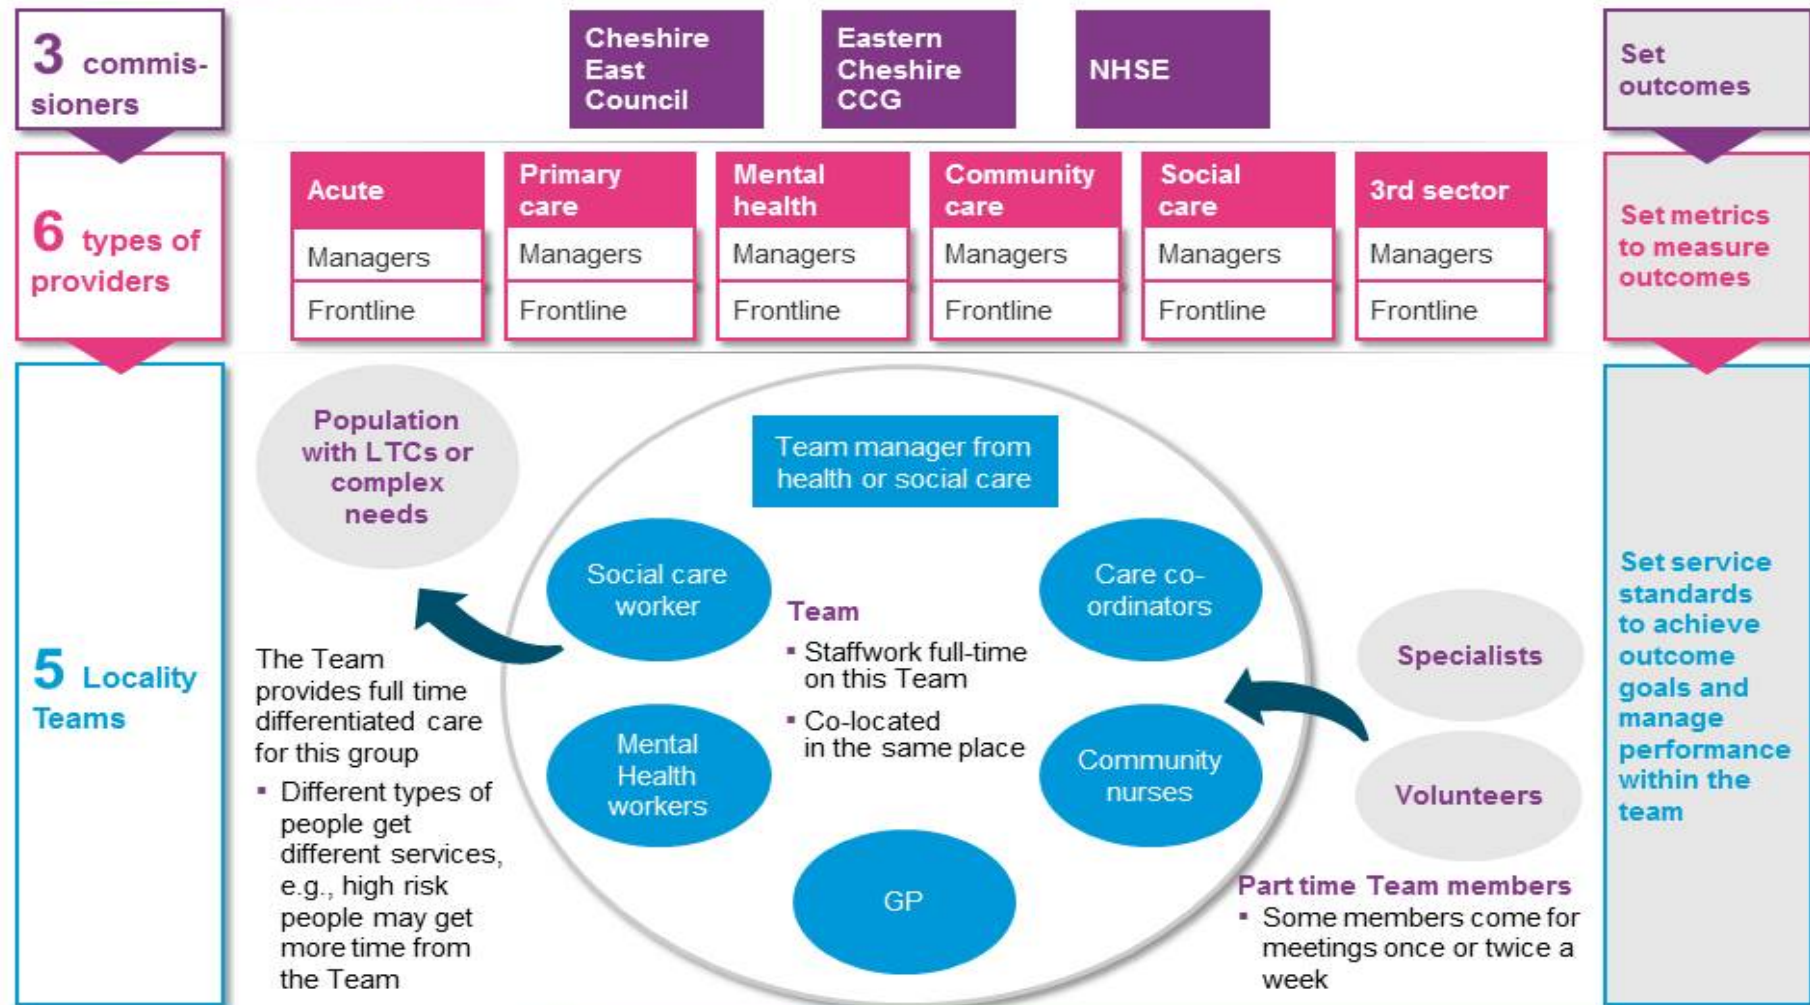 3 commis-
sioners
Cheshire
East
Council
Eastern
Cheshire
CCG
NHSE
Set
outcomes
6 types of
providers
Acute
Managers
Frontline
Primary
care
Managers
Frontline
Mental
health
Managers
Frontline
Community
care
Managers
Frontline
Social
care
Managers
Frontline
3rd sector
Managers
Frontline
Set metrics
to measure
outcomes
5 Locality
Teams
Population
with LTCs or
complex
needs
The Team
provides full time
differentiated care
for this group
▪ Different types of
people get
different services,
e.g., high risk
people may get
more time from
the Team
Team manager from
health or social care
Social care
worker
Care co-
ordinators
Team
▪ Staffwork full-time
on this Team
▪ Co-located
in the same place
Mental
Health
workers
Community
nurses
GP
Specialists
Volunteers
Part time Team members
▪ Some members come for
meetings once or twice a
week
Set service
standards
to achieve
outcome
goals and
manage
performance
within the
team